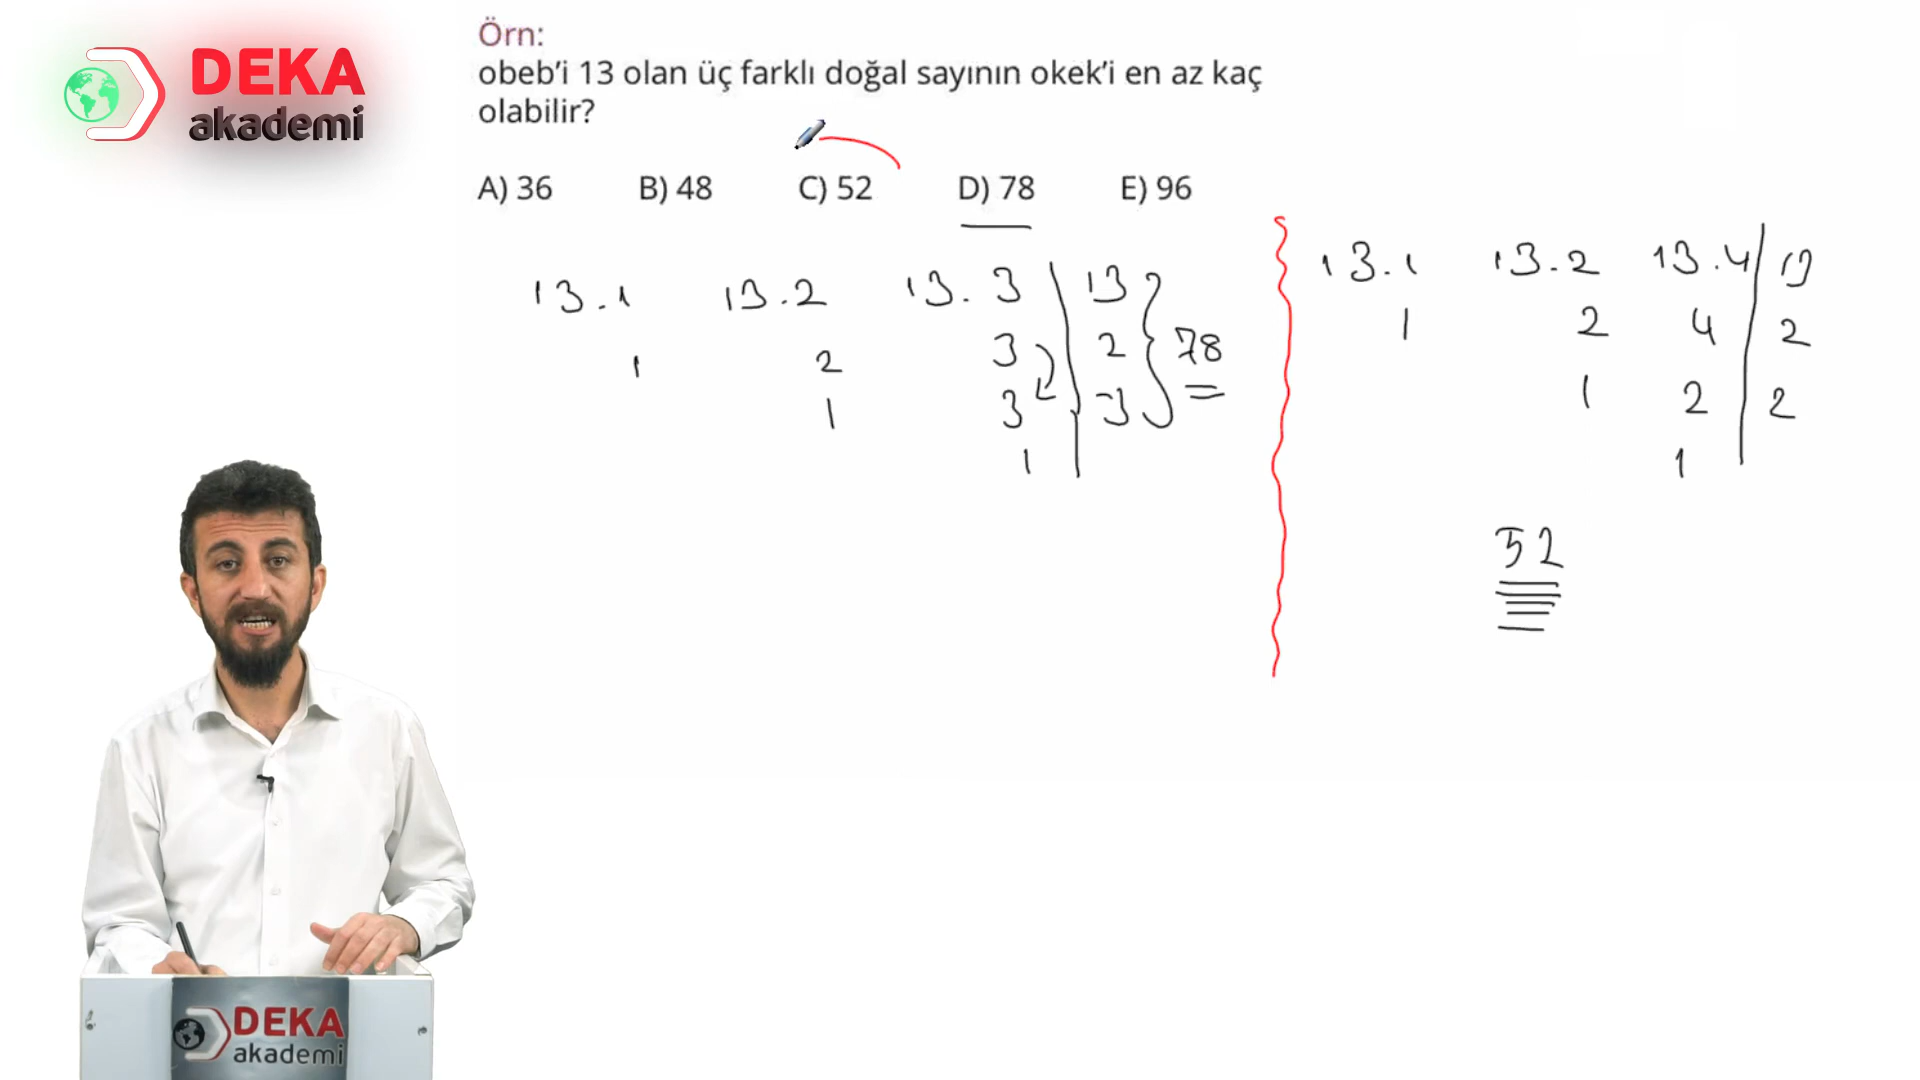 DEKA
akademi
Örn:
obeb'i 13 olan üç farklı doğal sayının okek'i en az kaç
olabilir?
A) 36 B) 48 C) 52 D) 78 E) 96
13.1 13.2 13.3 13
1 2 3 2 78
1 3 3
1
13.1 13.2 13.4 13
1 2 4 2
1 2 2
1
52
DEKA
akademi